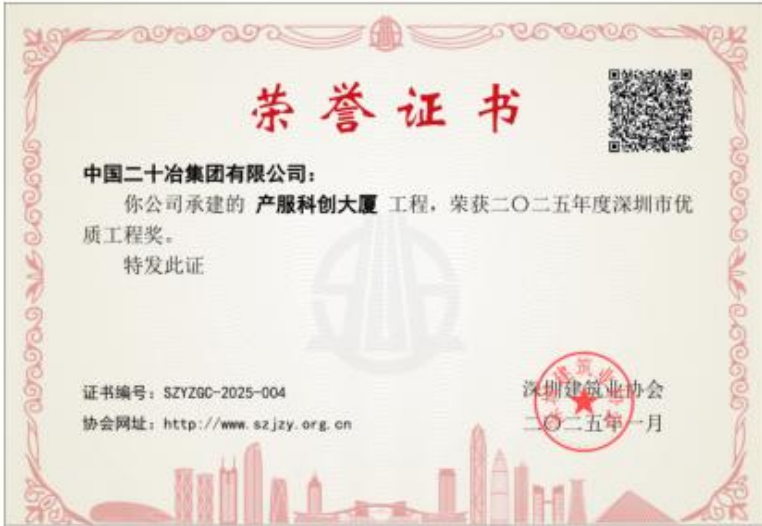 荣誉证书
中国二十冶集团有限公司：
你公司承建的 产服科创大厦 工程，荣获二〇二五年度深圳市优
质工程奖。
特发此证
证书编号：SZYZGC-2025-004
深圳建筑业协会
协会网址：http://www.szjzy.org.cn
二〇二五年一月